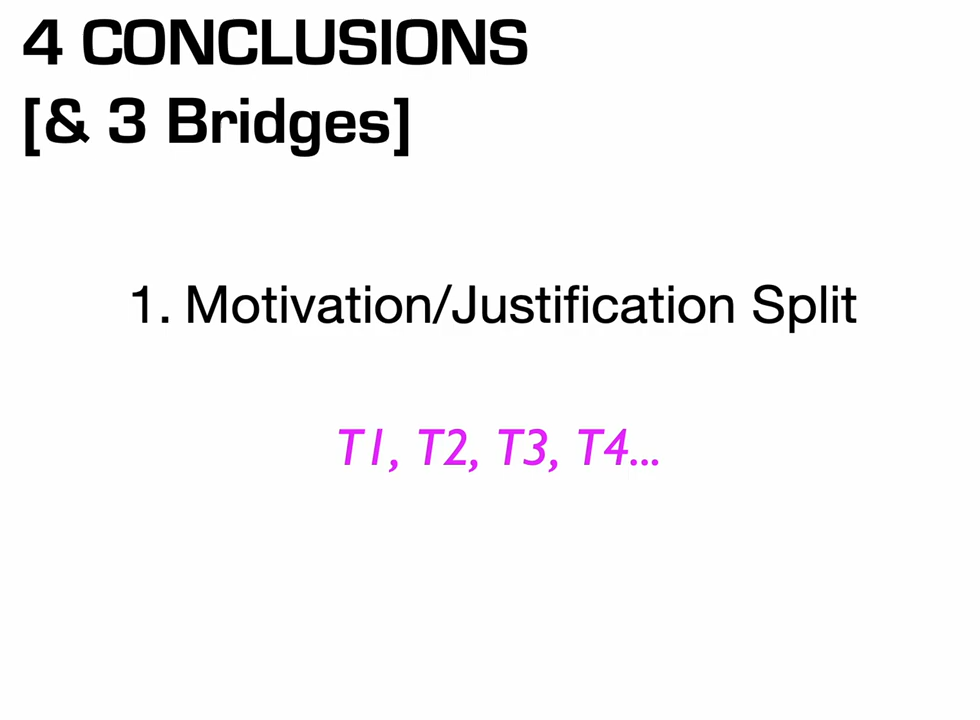 4 CONCLUSIONS
[& 3 Bridges]
1. Motivation/Justification Split
T1, T2, T3, T4...